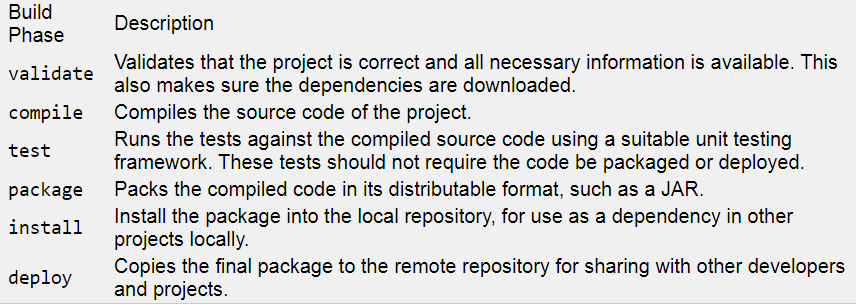 Build
Phase
Description
validate
Validates that the project is correct and all necessary information is available. This
also makes sure the dependencies are downloaded.
compile
Compiles the source code of the project.
test
Runs the tests against the compiled source code using a suitable unit testing
framework. These tests should not require the code be packaged or deployed.
package
Packs the compiled code in its distributable format, such as a JAR.
install
Install the package into the local repository, for use as a dependency in other
projects locally.
deploy
Copies the final package to the remote repository for sharing with other developers
and projects.